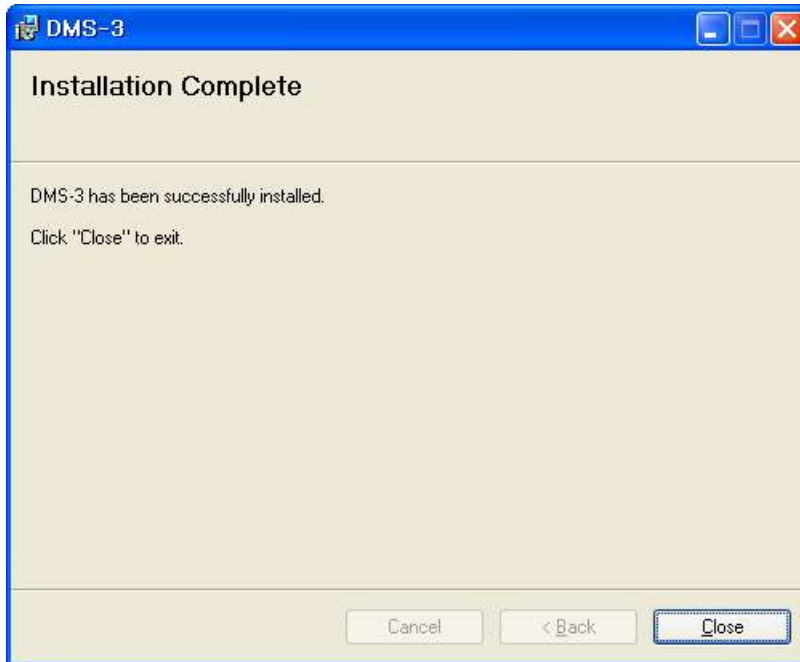 DMS-3
Installation Complete
DMS-3 has been successfully installed.
Click "Close" to exit.
Cancel
< Back
Close